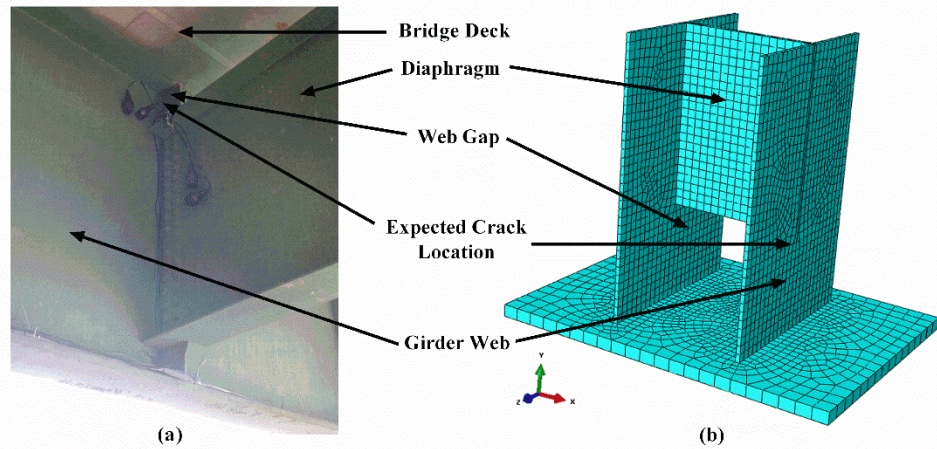 Bridge Deck
Diaphragm
Web Gap
Expected Crack
Location
Girder Web
Y
Z
X
(a)
(b)